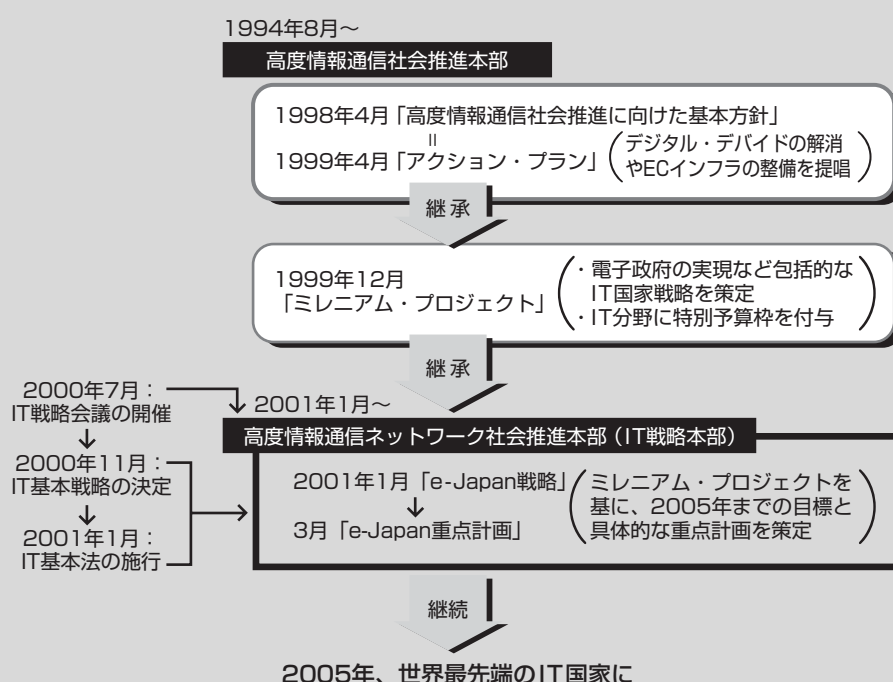 1994年8月〜
高度情報通信社会推進本部
1998年4月「高度情報通信社会推進に向けた基本方針」
=
1999年4月「アクション・プラン」(デジタル・デバイドの解消
やECインフラの整備を提唱)
継承
1999年12月
「ミレニアム・プロジェクト」
・電子政府の実現など包括的な
IT国家戦略を策定
・IT分野に特別予算枠を付与
継承
2000年7月：
IT戦略会議の開催
↓
2000年11月：
IT基本戦略の決定
↓
2001年1月：
IT基本法の施行
2001年1月〜
高度情報通信ネットワーク社会推進本部（IT戦略本部）
2001年1月「e-Japan戦略」
↓
3月「e-Japan重点計画」
(ミレニアム・プロジェクトを
基に、2005年までの目標と
具体的な重点計画を策定)
継続
2005年、世界最先端のIT国家に